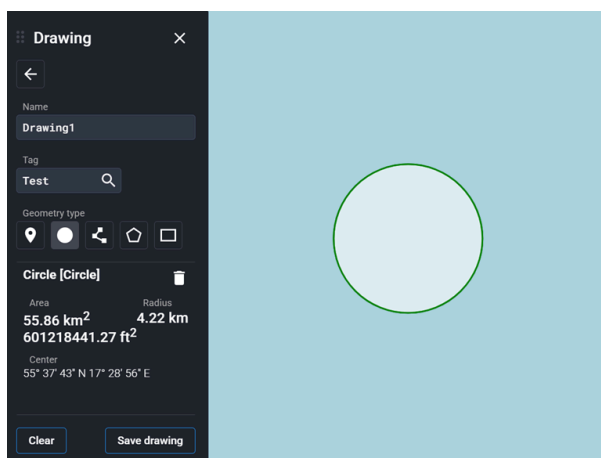 Drawing
Name
Drawing1
Tag
Test
Geometry type
Circle [Circle]
Area
Radius
55.86 km²
4.22 km
601218441.27 ft²
Center
55° 37' 43" N 17° 28' 56" E
Clear
Save drawing